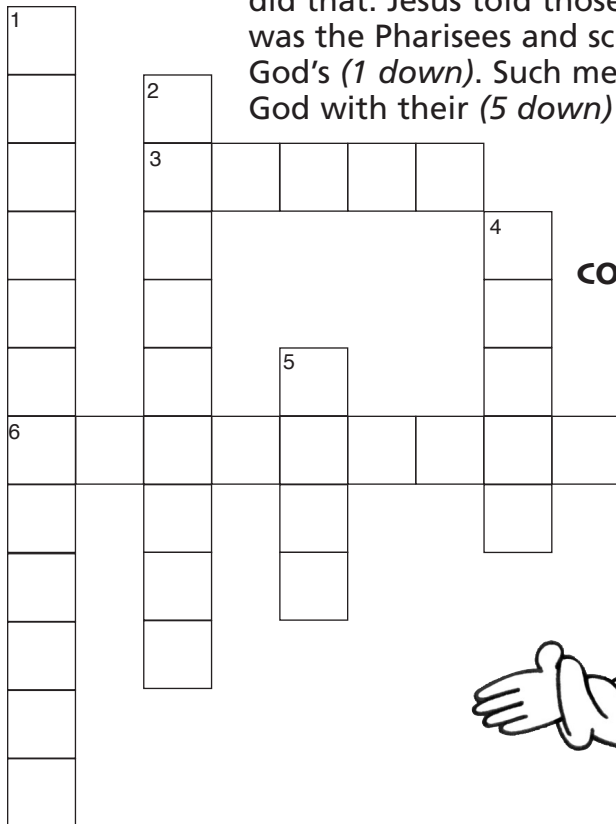 did that. Jesus told those
was the Pharisees and sc
God's (1 down). Such me
God with their (5 down)
1
2
3
4
co
5
6